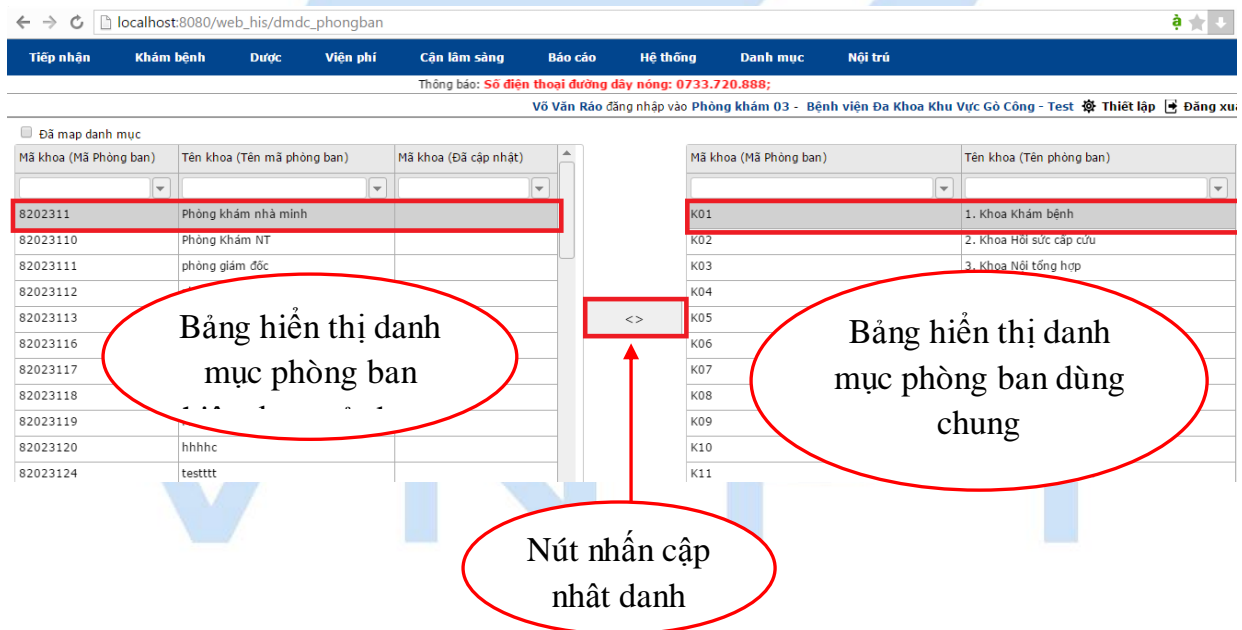 localhost:8080/web_his/dmdc_phongban
Tiếp nhận Khám bệnh Dược Viện phí Cận lâm sàng Báo cáo Hệ thống Danh mục Nội trú
Thông báo: Số điện thoại đường dây nóng: 0733.720.888;
Võ Văn Ráo đăng nhập vào Phòng khám 03 - Bệnh viện Đa Khoa Khu Vực Gò Công - Test Thiết lập Đăng xu
Đã map danh mục
Mã khoa (Mã Phòng ban) Tên khoa (Tên mã phòng ban) Mã khoa (Đã cập nhật) Mã khoa (Mã Phòng ban) Tên khoa (Tên phòng ban)
8202311 Phòng khám nhà mình K01 1. Khoa Khám bệnh
82023110 Phòng Khám NT K02 2. Khoa Hồi sức cấp cứu
82023111 phòng giám đốc K03 3. Khoa Nội tổng hợp
82023112 K04
82023113 <> K05
82023116 K06
82023117 K07
82023118 K08
82023119 K09
82023120 hhhhc K10
82023124 testttt K11
Bảng hiển thị danh
mục phòng ban
Bảng hiển thị danh
mục phòng ban dùng
chung
Nút nhấn cập
nhât danh